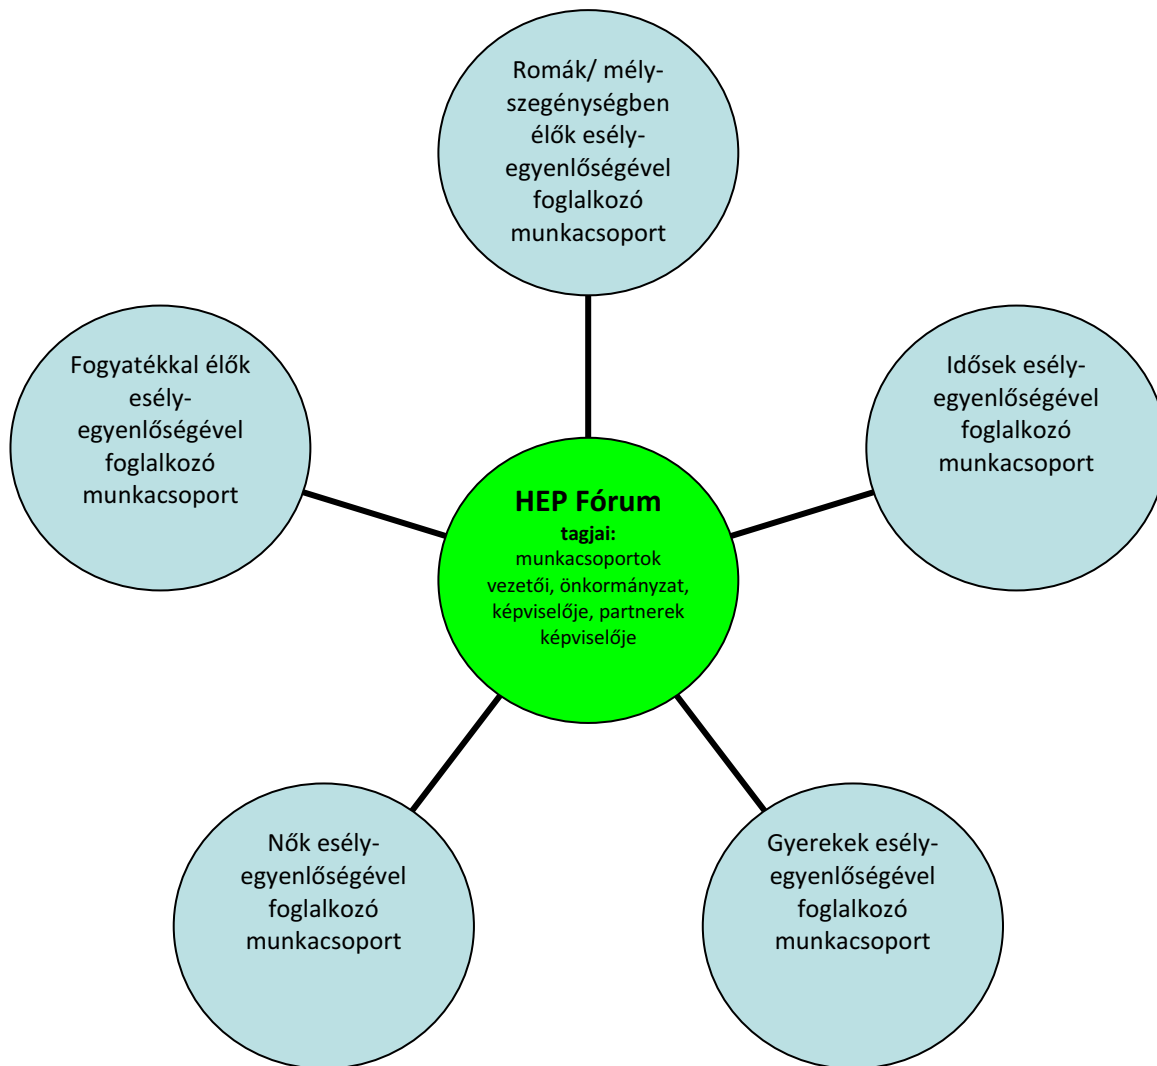 Romák/ mély-
szegénységben
élők esély-
egyenlőségével
foglalkozó
munkacsoport
Fogyatékkal élők
esély-
egyenlőségével
foglalkozó
munkacsoport
Idősek esély-
egyenlőségével
foglalkozó
munkacsoport
HEP Fórum
tagjai:
munkacsoportok
vezetői, önkormányzat,
képviselője, partnerek
képviselője
Nők esély-
egyenlőségével
foglalkozó
munkacsoport
Gyerekek esély-
egyenlőségével
foglalkozó
munkacsoport